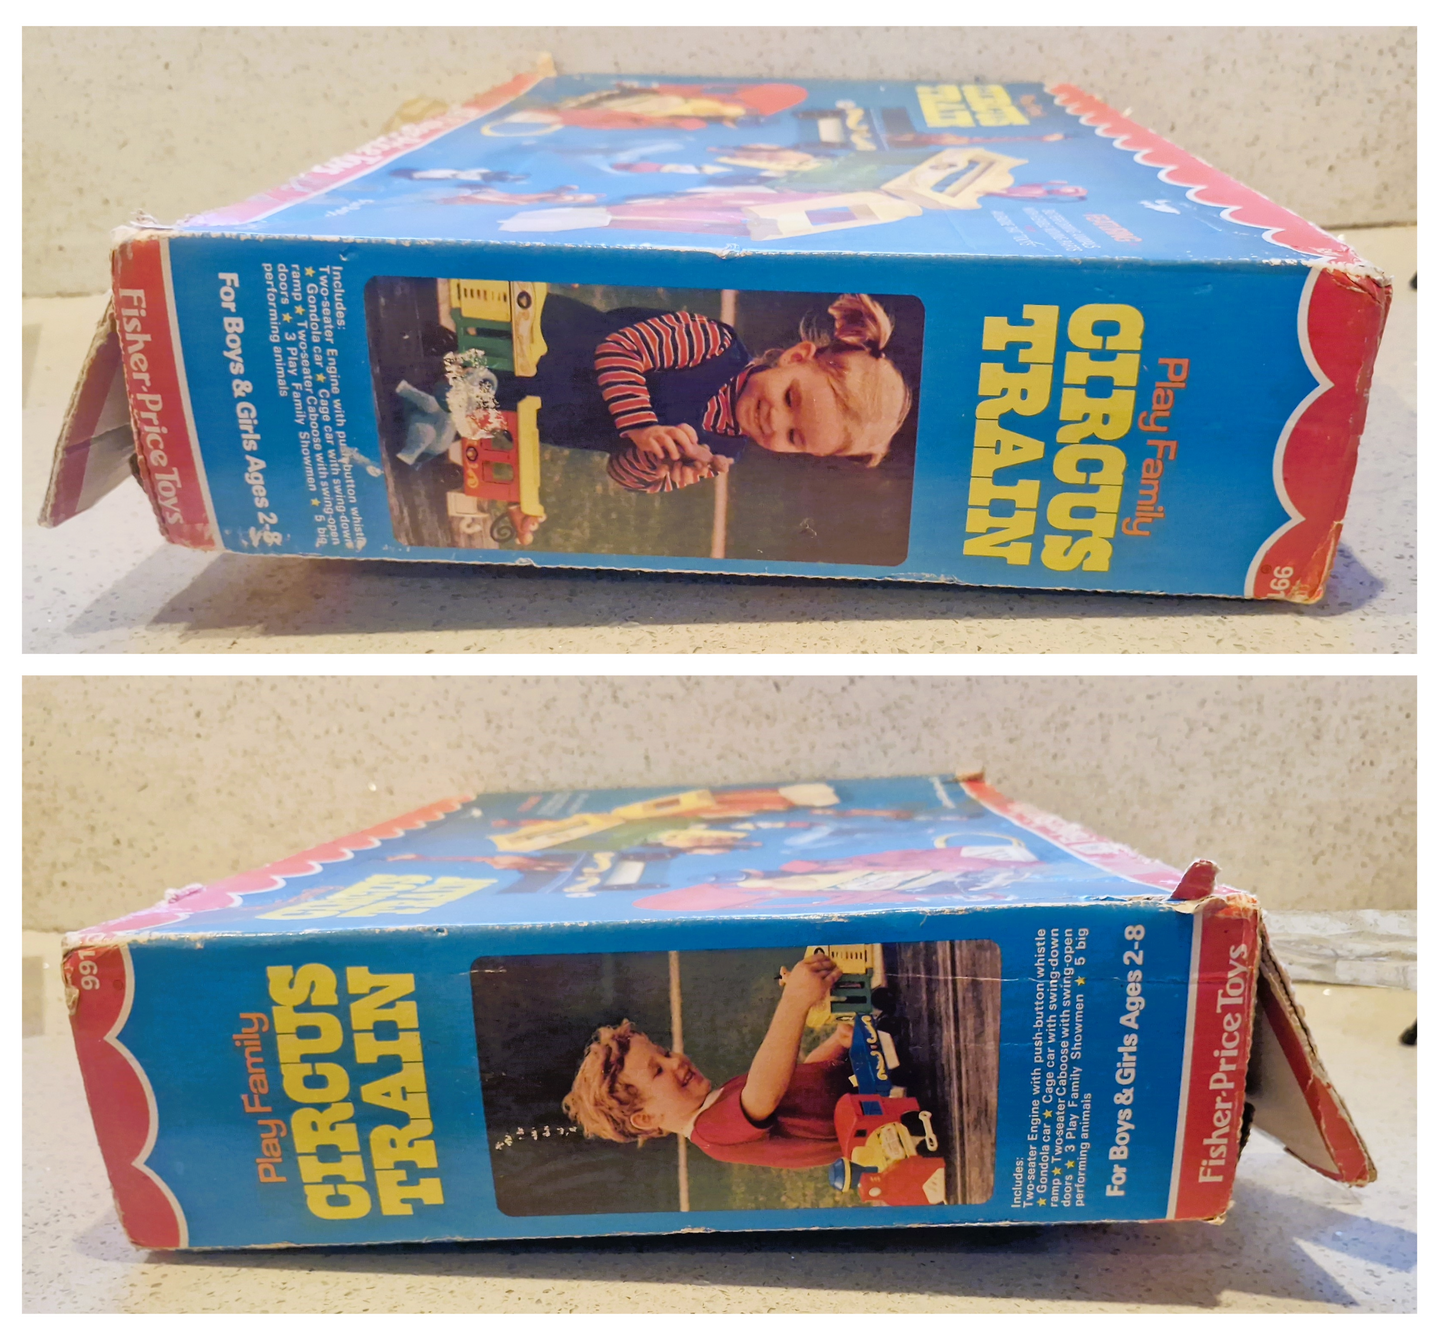 Play Family
CIRCUS
TRAIN
991
Includes:
Two-seater Engine with push-button whistle
★ Gondola car ★ Cage car with swing-down
ramp ★ Two-seater Caboose with swing-open
doors ★ 3 Play Family Showmen ★ 5 big
performing animals
For Boys & Girls Ages 2-8
Fisher-Price Toys
CIRCUS
TRAIN
991
Play Family
CIRCUS
TRAIN
Includes:
Two-seater Engine with push-button whistle
★ Gondola car ★ Cage car with swing-down
ramp ★ Two-seater Caboose with swing-open
doors ★ 3 Play Family Showmen ★ 5 big
performing animals
For Boys & Girls Ages 2-8
Fisher-Price Toys
CIRCUS
TRAIN